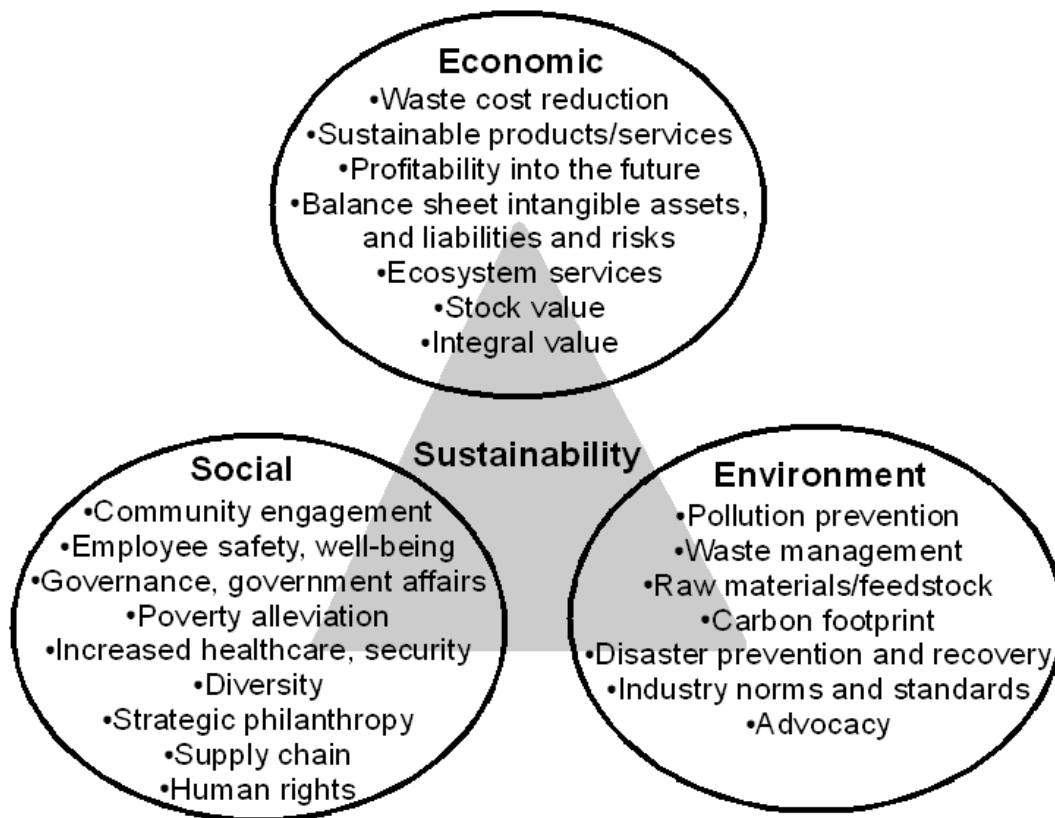 Economic
•Waste cost reduction
•Sustainable products/services
•Profitability into the future
•Balance sheet intangible assets,
and liabilities and risks
•Ecosystem services
•Stock value
•Integral value
Sustainability
Social
•Community engagement
•Employee safety, well-being
•Governance, government affairs
•Poverty alleviation
•Increased healthcare, security
•Diversity
•Strategic philanthropy
•Supply chain
•Human rights
Environment
•Pollution prevention
•Waste management
•Raw materials/feedstock
•Carbon footprint
•Disaster prevention and recovery
•Industry norms and standards
•Advocacy